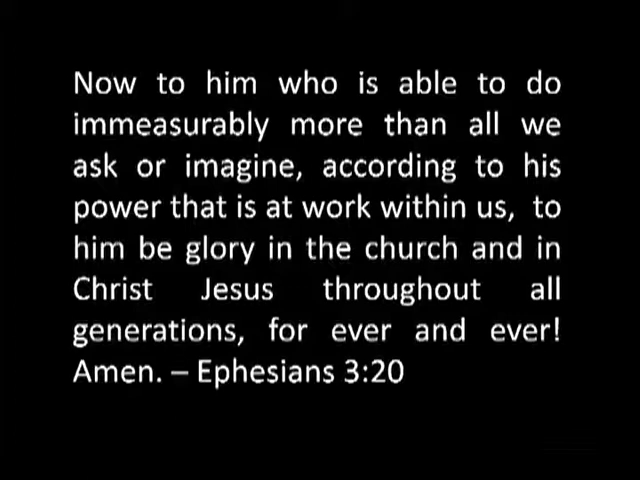 Now to him who is able to do
immeasurably more than all we
ask or imagine, according to his
power that is at work within us, to
him be glory in the church and in
Christ Jesus throughout all
generations, for ever and ever!
Amen. – Ephesians 3:20